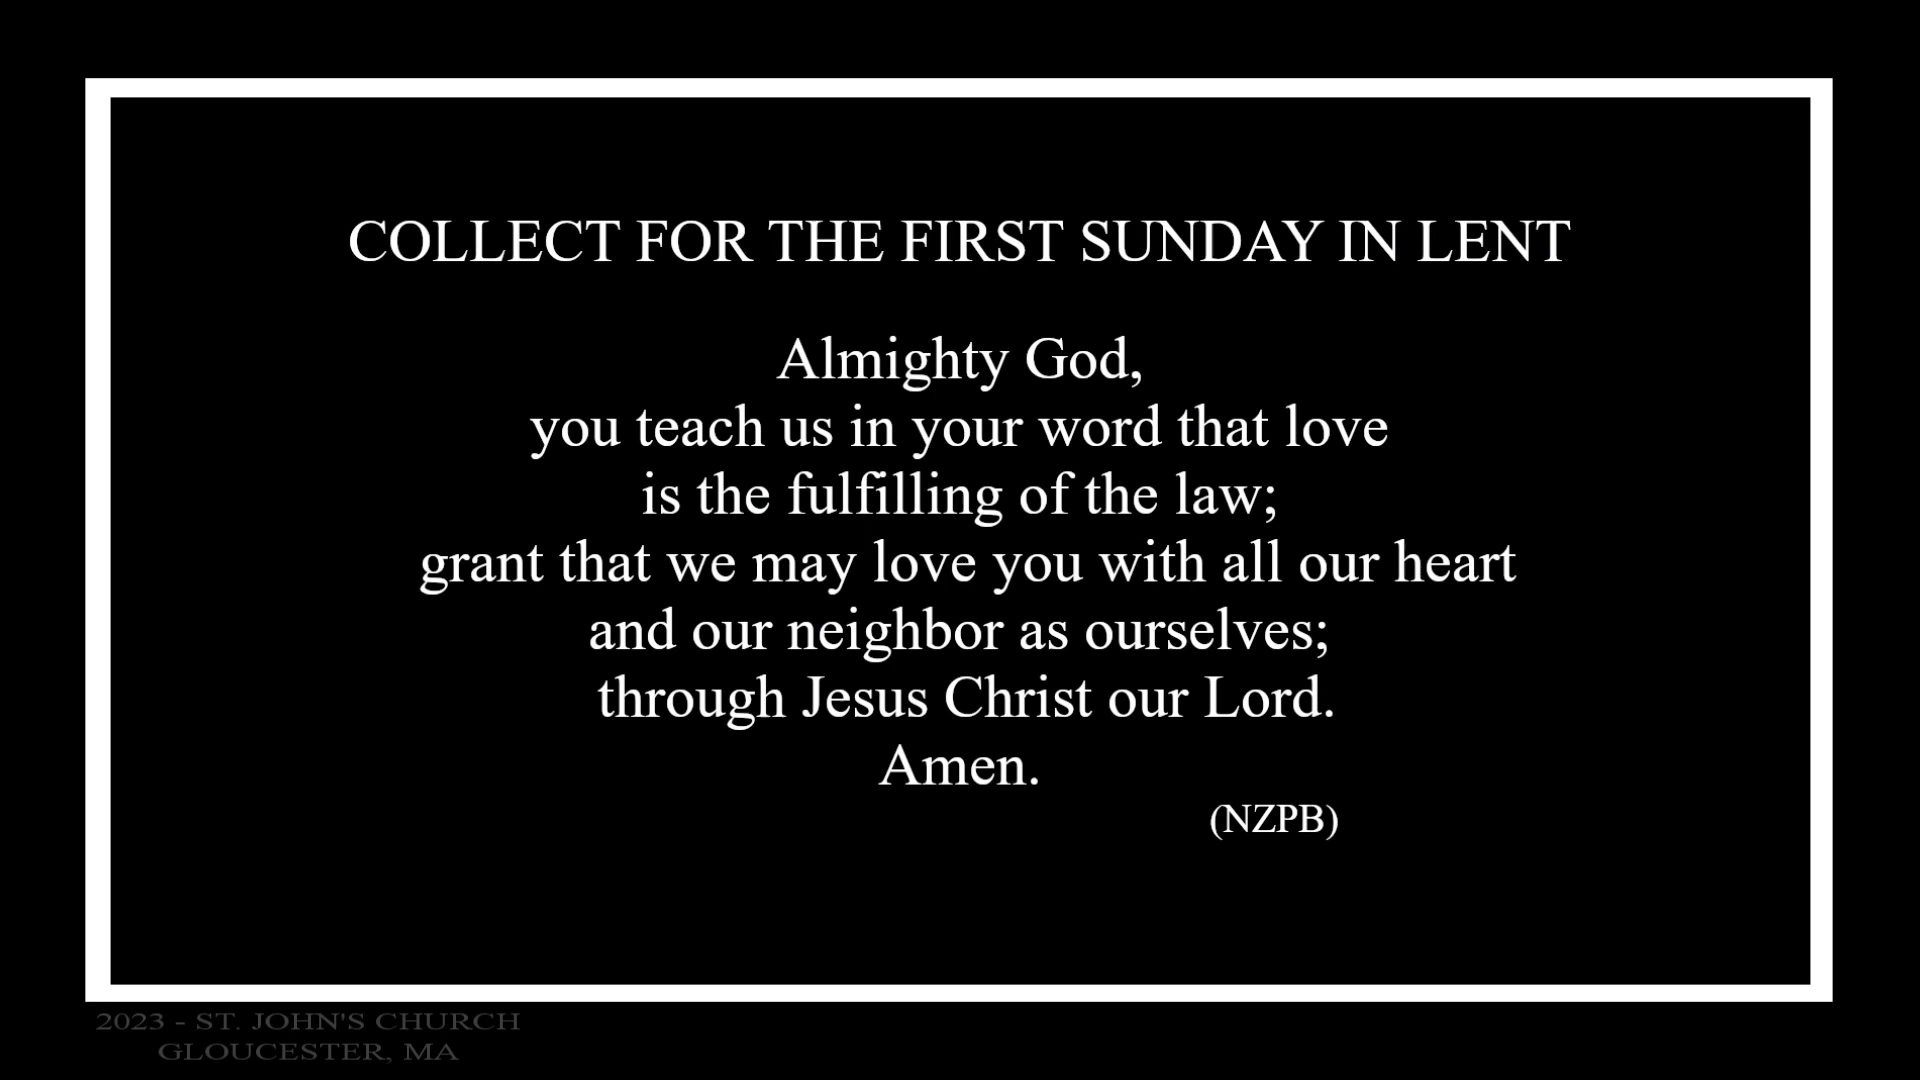 COLLECT FOR THE FIRST SUNDAY IN LENT
Almighty God,
you teach us in your word that love
is the fulfilling of the law;
grant that we may love you with all our heart
and our neighbor as ourselves;
through Jesus Christ our Lord.
Amen.
(NZPB)
2023 - ST. JOHN'S CHURCH
GLOUCESTER, MA